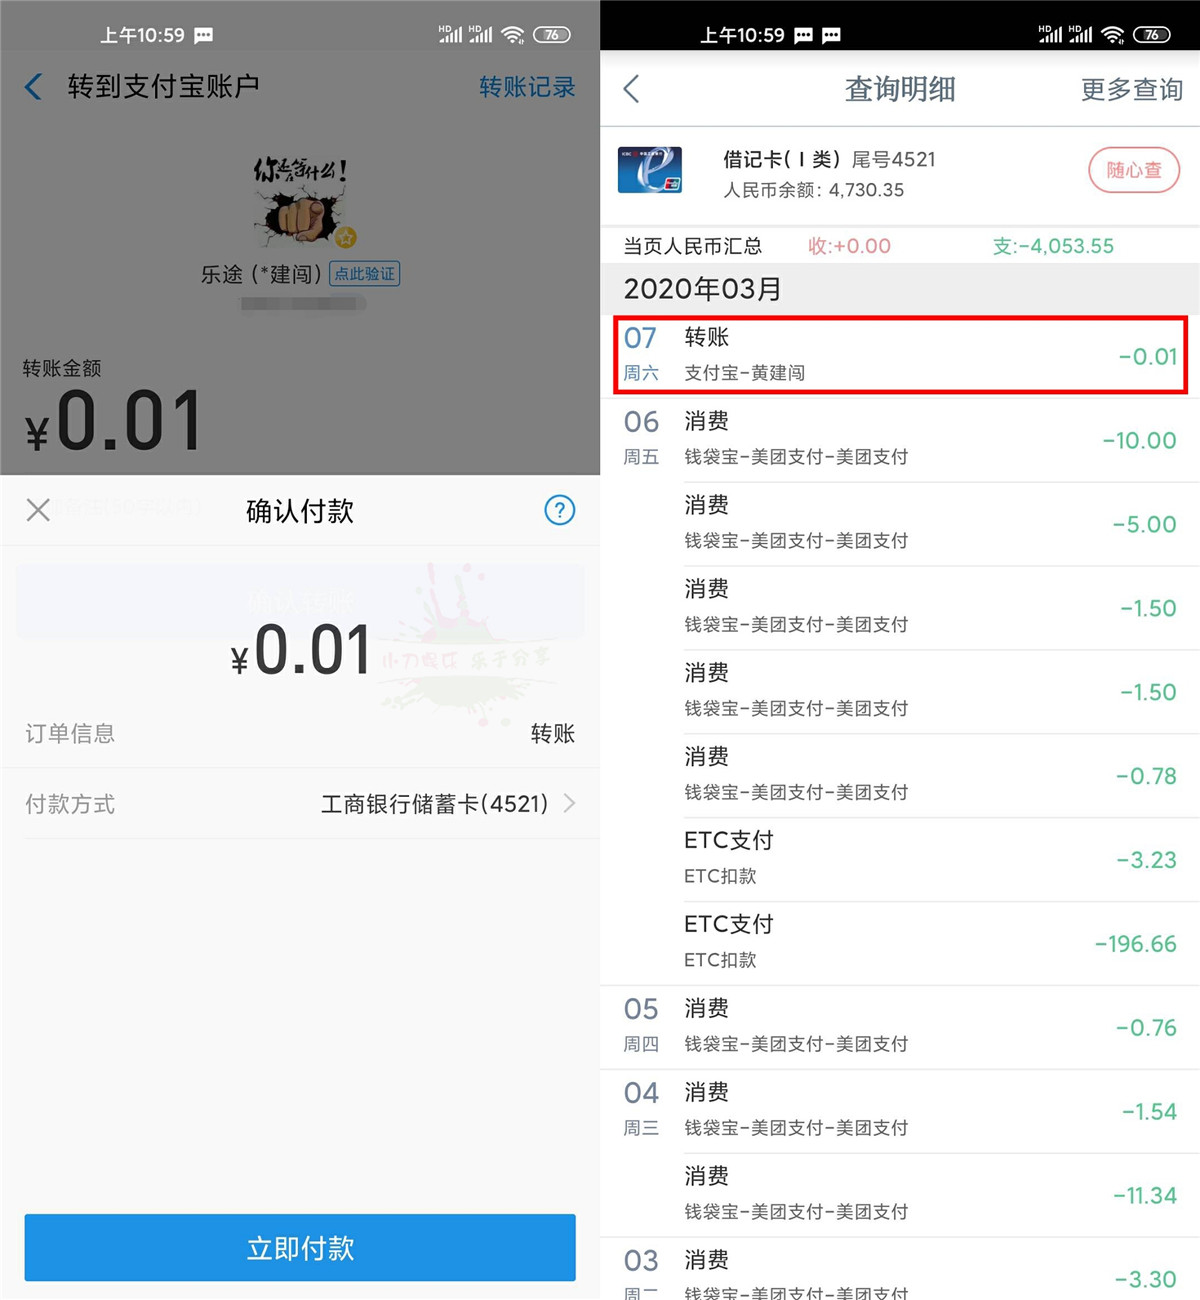 上午10:59
HD HD 76
转到支付宝账户
转账记录
你还等什么!
乐途 (*建闯) 点此验证
转账金额
¥0.01
确认付款
?
确认转账
¥0.01
小刀娱乐 乐于分享
订单信息
转账
付款方式
工商银行储蓄卡(4521)
立即付款
上午10:59
HD HD 76
查询明细
更多查询
借记卡(Ⅰ类) 尾号4521
人民币余额: 4,730.35
随心查
当页人民币汇总
收:+0.00
支:-4,053.55
2020年03月
07 转账
周六 支付宝-黄建闯
-0.01
06 消费
周五 钱袋宝-美团支付-美团支付
-10.00
消费
钱袋宝-美团支付-美团支付
-5.00
消费
钱袋宝-美团支付-美团支付
-1.50
消费
钱袋宝-美团支付-美团支付
-1.50
消费
钱袋宝-美团支付-美团支付
-0.78
ETC支付
ETC扣款
-3.23
ETC支付
ETC扣款
-196.66
05 消费
周四 钱袋宝-美团支付-美团支付
-0.76
04 消费
周三 钱袋宝-美团支付-美团支付
-1.54
消费
钱袋宝-美团支付-美团支付
-11.34
03 消费
周二 钱袋宝-美团支付-美团支付
-3.30